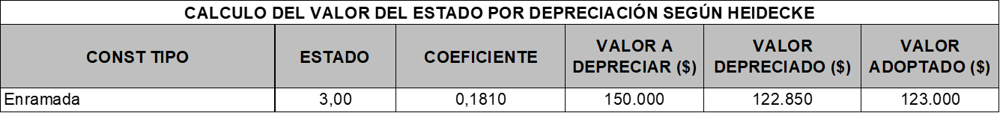 CALCULO DEL VALOR DEL ESTADO POR DEPRECIACIÓN SEGÚN HEIDECKE
CONST TIPO ESTADO COEFICIENTE VALOR A DEPRECIAR ($) VALOR DEPRECIADO ($) VALOR ADOPTADO ($)
Enramada 3,00 0,1810 150.000 122.850 123.000